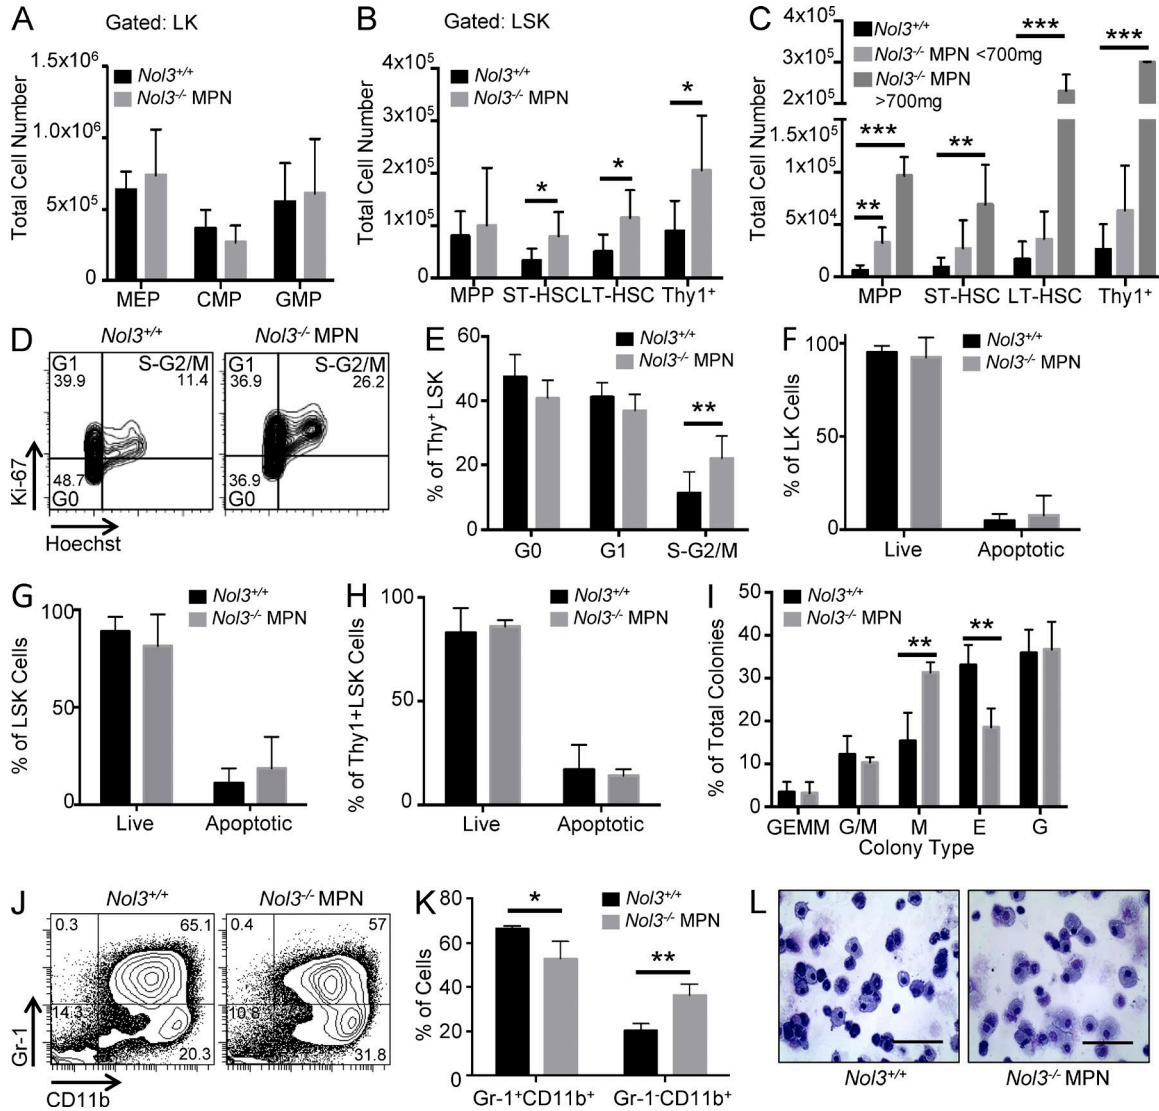 A Gated: LK
Total Cell Number
1.5x10⁶
1.0x10⁶
5x10⁵
0
Nol3⁺/⁺
Nol3⁻/⁻ MPN
MEP CMP GMP
B Gated: LSK
Total Cell Number
4x10⁵
3x10⁵
2x10⁵
1x10⁵
0
Nol3⁺/⁺
Nol3⁻/⁻ MPN
* * *
MPP ST-HSC LT-HSC Thy1⁺
C
Total Cell Number
4x10⁵
3x10⁵
2x10⁵
1.5x10⁵
1x10⁵
5x10⁴
0
Nol3⁺/⁺
Nol3⁻/⁻ MPN <700mg
Nol3⁻/⁻ MPN
>700mg
** *** ** *** ***
MPP ST-HSC LT-HSC Thy1⁺
D
Nol3⁺/⁺ Nol3⁻/⁻ MPN
G1 S-G2/M
39.9 11.4
48.7
G0
G1 S-G2/M
36.9 26.2
36.9
G0
Ki-67
Hoechst
E
% of Thy⁺ LSK
60
40
20
0
Nol3⁺/⁺
Nol3⁻/⁻ MPN
**
G0 G1 S-G2/M
F
% of LK Cells
100
50
0
Nol3⁺/⁺
Nol3⁻/⁻ MPN
Live Apoptotic
G
% of LSK Cells
100
50
0
Nol3⁺/⁺
Nol3⁻/⁻ MPN
Live Apoptotic
H
% of Thy1+LSK Cells
100
50
0
Nol3⁺/⁺
Nol3⁻/⁻ MPN
Live Apoptotic
I
% of Total Colonies
50
40
30
20
10
0
Nol3⁺/⁺
Nol3⁻/⁻ MPN
** **
GEMM G/M M E G
Colony Type
J
Nol3⁺/⁺ Nol3⁻/⁻ MPN
0.3 65.1
14.3
20.3
0.4 57
10.8
31.8
Gr-1
CD11b
K
% of Cells
80
60
40
20
0
Nol3⁺/⁺
Nol3⁻/⁻ MPN
* **
Gr-1⁺CD11b⁺ Gr-1⁻CD11b⁺
L
Nol3⁺/⁺ Nol3⁻/⁻ MPN